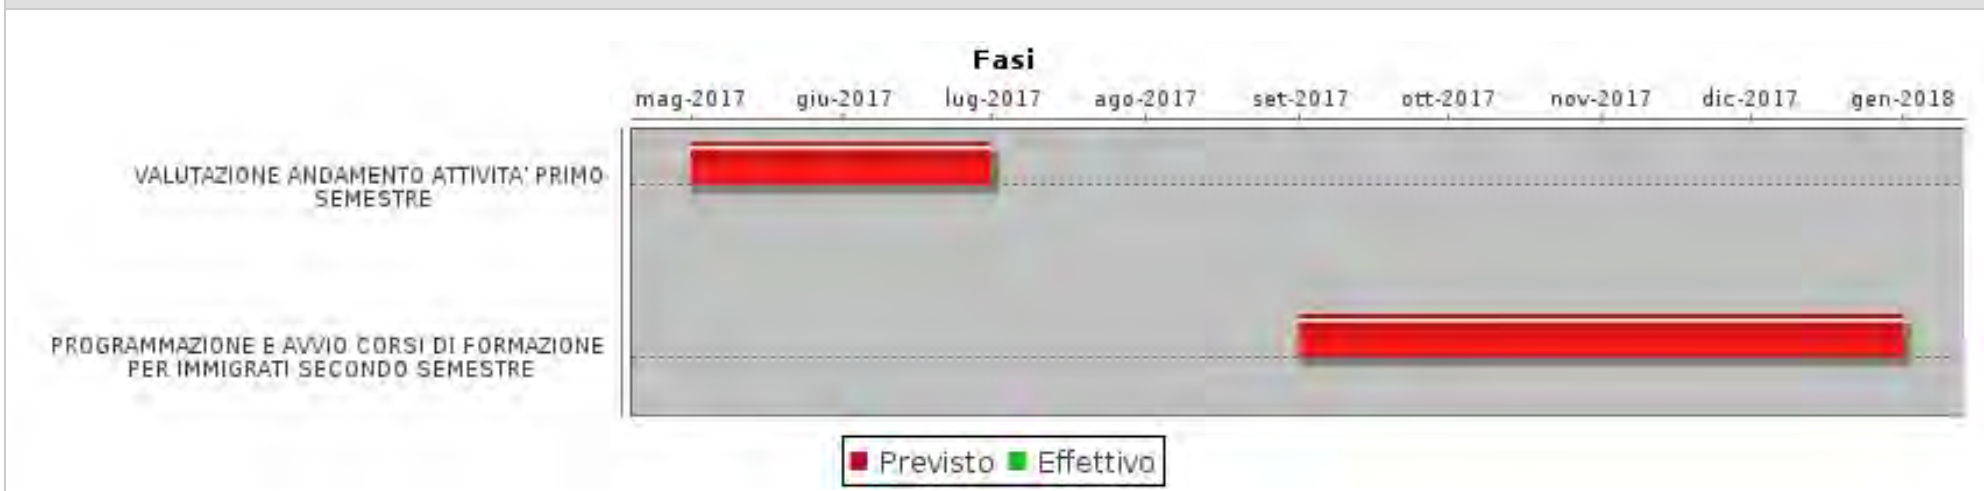 Fasi
mag-2017 giu-2017 lug-2017 ago-2017 set-2017 ott-2017 nov-2017 dic-2017 gen-2018
VALUTAZIONE ANDAMENTO ATTIVITA' PRIMO
SEMESTRE
PROGRAMMAZIONE E AVVIO CORSI DI FORMAZIONE
PER IMMIGRATI SECONDO SEMESTRE
Previsto Effettivo